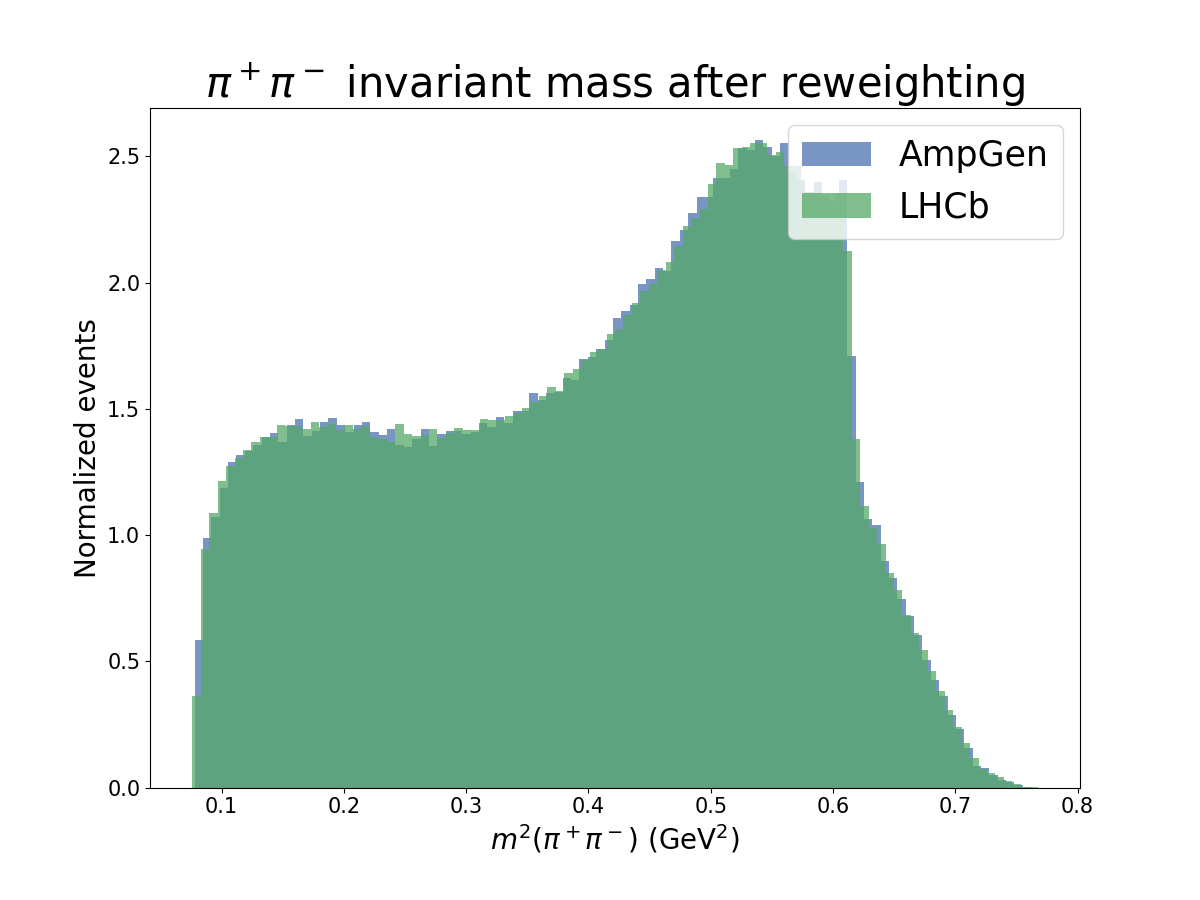 π⁺π⁻ invariant mass after reweighting
AmpGen
LHCb
Normalized events
2.5
2.0
1.5
1.0
0.5
0.0
0.1 0.2 0.3 0.4 0.5 0.6 0.7 0.8
m²(π⁺π⁻) (GeV²)